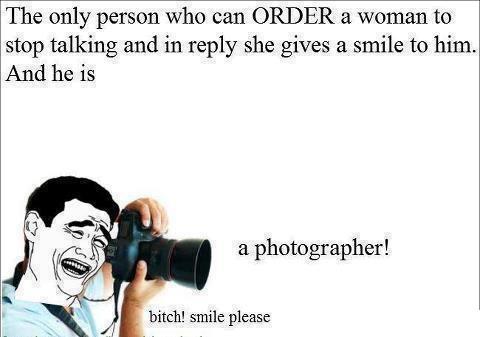 The only person who can ORDER a woman to
stop talking and in reply she gives a smile to him.
And he is
a photographer!
bitch! smile please